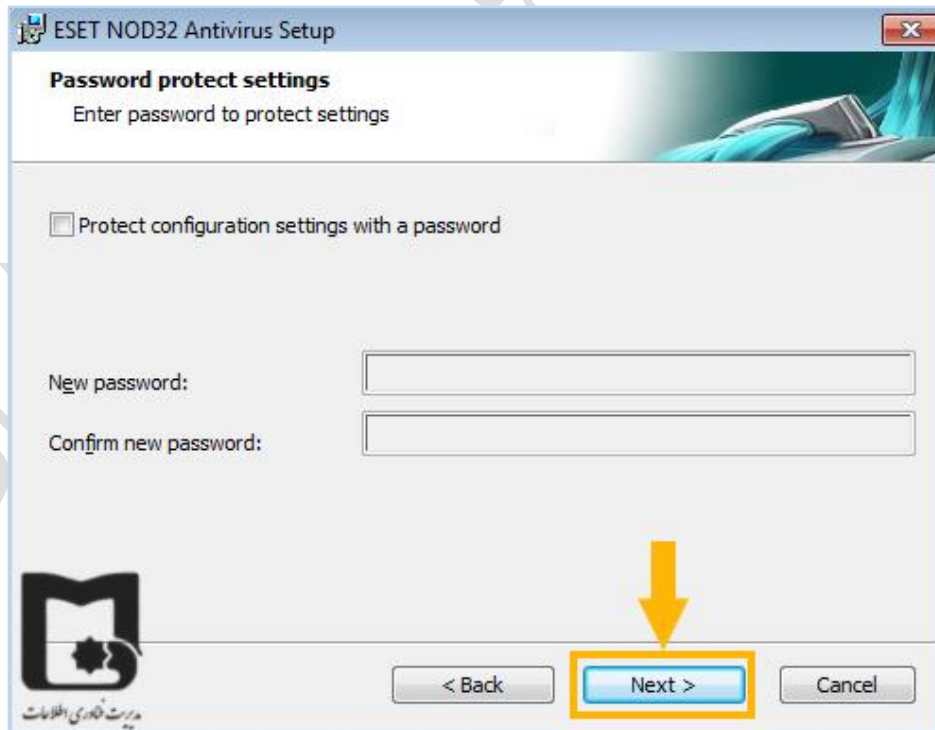 ESET NOD32 Antivirus Setup
Password protect settings
Enter password to protect settings
Protect configuration settings with a password
New password:
Confirm new password:
< Back Next > Cancel
مدیریت فناوری اطلاعات